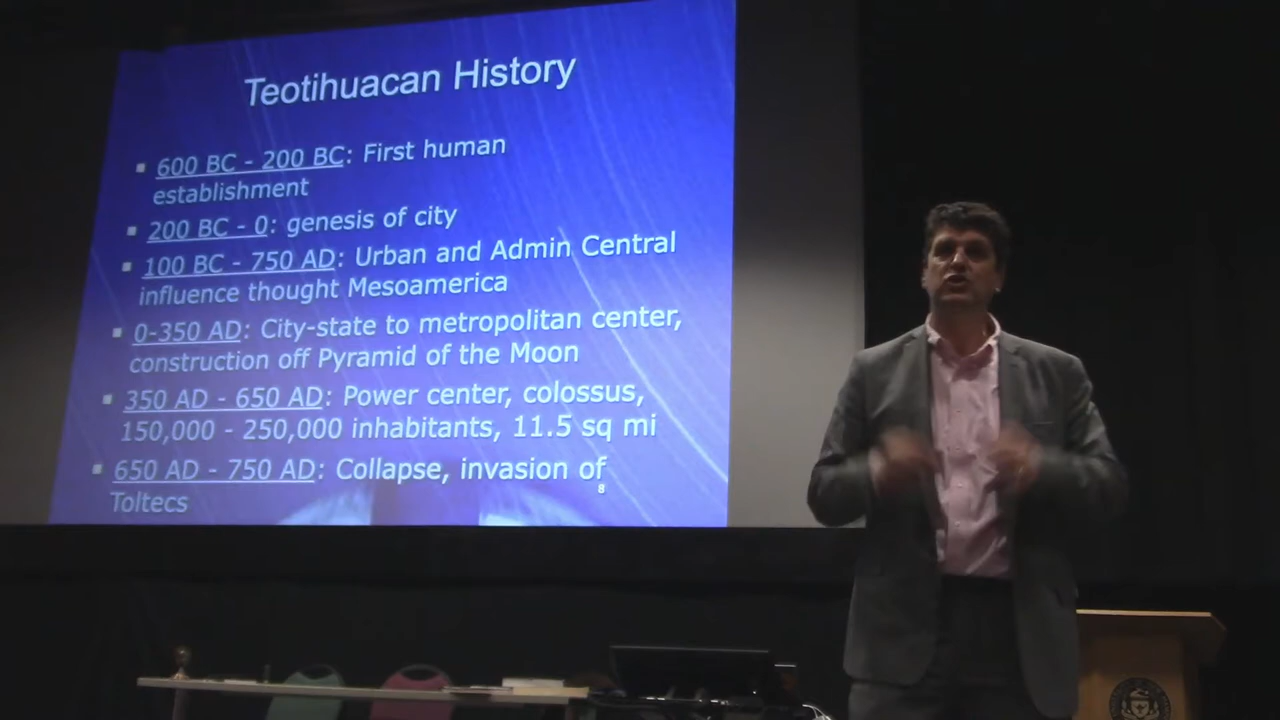 Teotihuacan History
▪ 600 BC - 200 BC: First human
establishment
▪ 200 BC - 0: genesis of city
▪ 100 BC - 750 AD: Urban and Admin Central
influence thought Mesoamerica
▪ 0-350 AD: City-state to metropolitan center,
construction off Pyramid of the Moon
▪ 350 AD - 650 AD: Power center, colossus,
150,000 - 250,000 inhabitants, 11.5 sq mi
▪ 650 AD - 750 AD: Collapse, invasion of
Toltecs
8